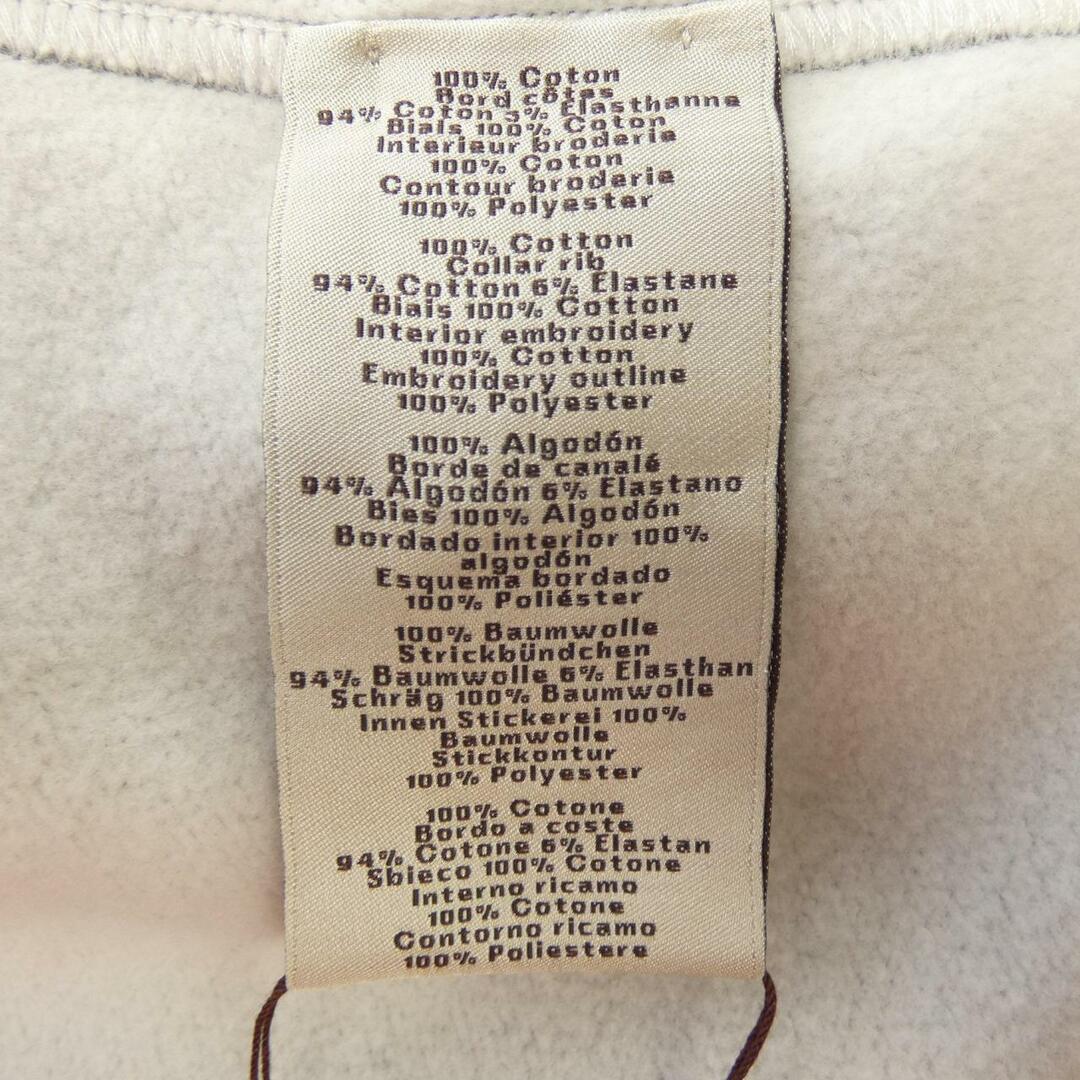 100% Coton
Bord côtes
94% Coton 5% Elasthanne
Biais 100% Coton
Interieur broderie
100% Coton
Contour broderie
100% Polyester
100% Cotton
Collar rib
94% Cotton 6% Elastane
Biais 100% Cotton
Interior embroidery
100% Cotton
Embroidery outline
100% Polyester
100% Algodón
Borde de canalé
94% Algodón 6% Elastano
Bies 100% Algodón
Bordado interior 100%
algodón
Esquema bordado
100% Poliéster
100% Baumwolle
Strickbündchen
94% Baumwolle 6% Elasthan
Schräg 100% Baumwolle
Innen Stickerei 100%
Baumwolle
Stickkontur
100% Polyester
100% Cotone
Bordo a coste
94% Cotone 6% Elastan
Sbieco 100% Cotone
Interno ricamo
100% Cotone
Contorno ricamo
100% Poliestere